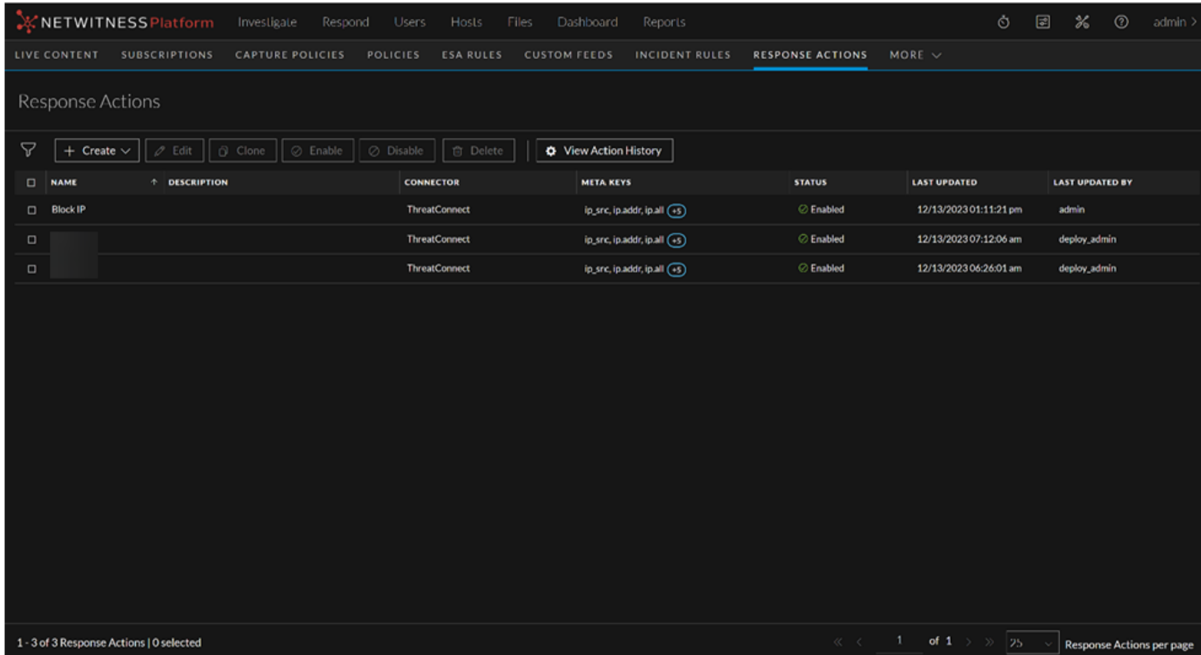 NETWITNESS Platform Investigate Respond Users Hosts Files Dashboard Reports admin >
LIVE CONTENT SUBSCRIPTIONS CAPTURE POLICIES POLICIES ESA RULES CUSTOM FEEDS INCIDENT RULES RESPONSE ACTIONS MORE
Response Actions
+ Create Edit Clone Enable Disable Delete View Action History
NAME ↑ DESCRIPTION CONNECTOR META KEYS STATUS LAST UPDATED LAST UPDATED BY
Block IP ThreatConnect ip_src, ip.addr, ip.all +5 Enabled 12/13/2023 01:11:21 pm admin
ThreatConnect ip_src, ip.addr, ip.all +5 Enabled 12/13/2023 07:12:06 am deploy_admin
ThreatConnect ip_src, ip.addr, ip.all +5 Enabled 12/13/2023 06:26:01 am deploy_admin
1 - 3 of 3 Response Actions | 0 selected « < 1 of 1 > » 25 Response Actions per page